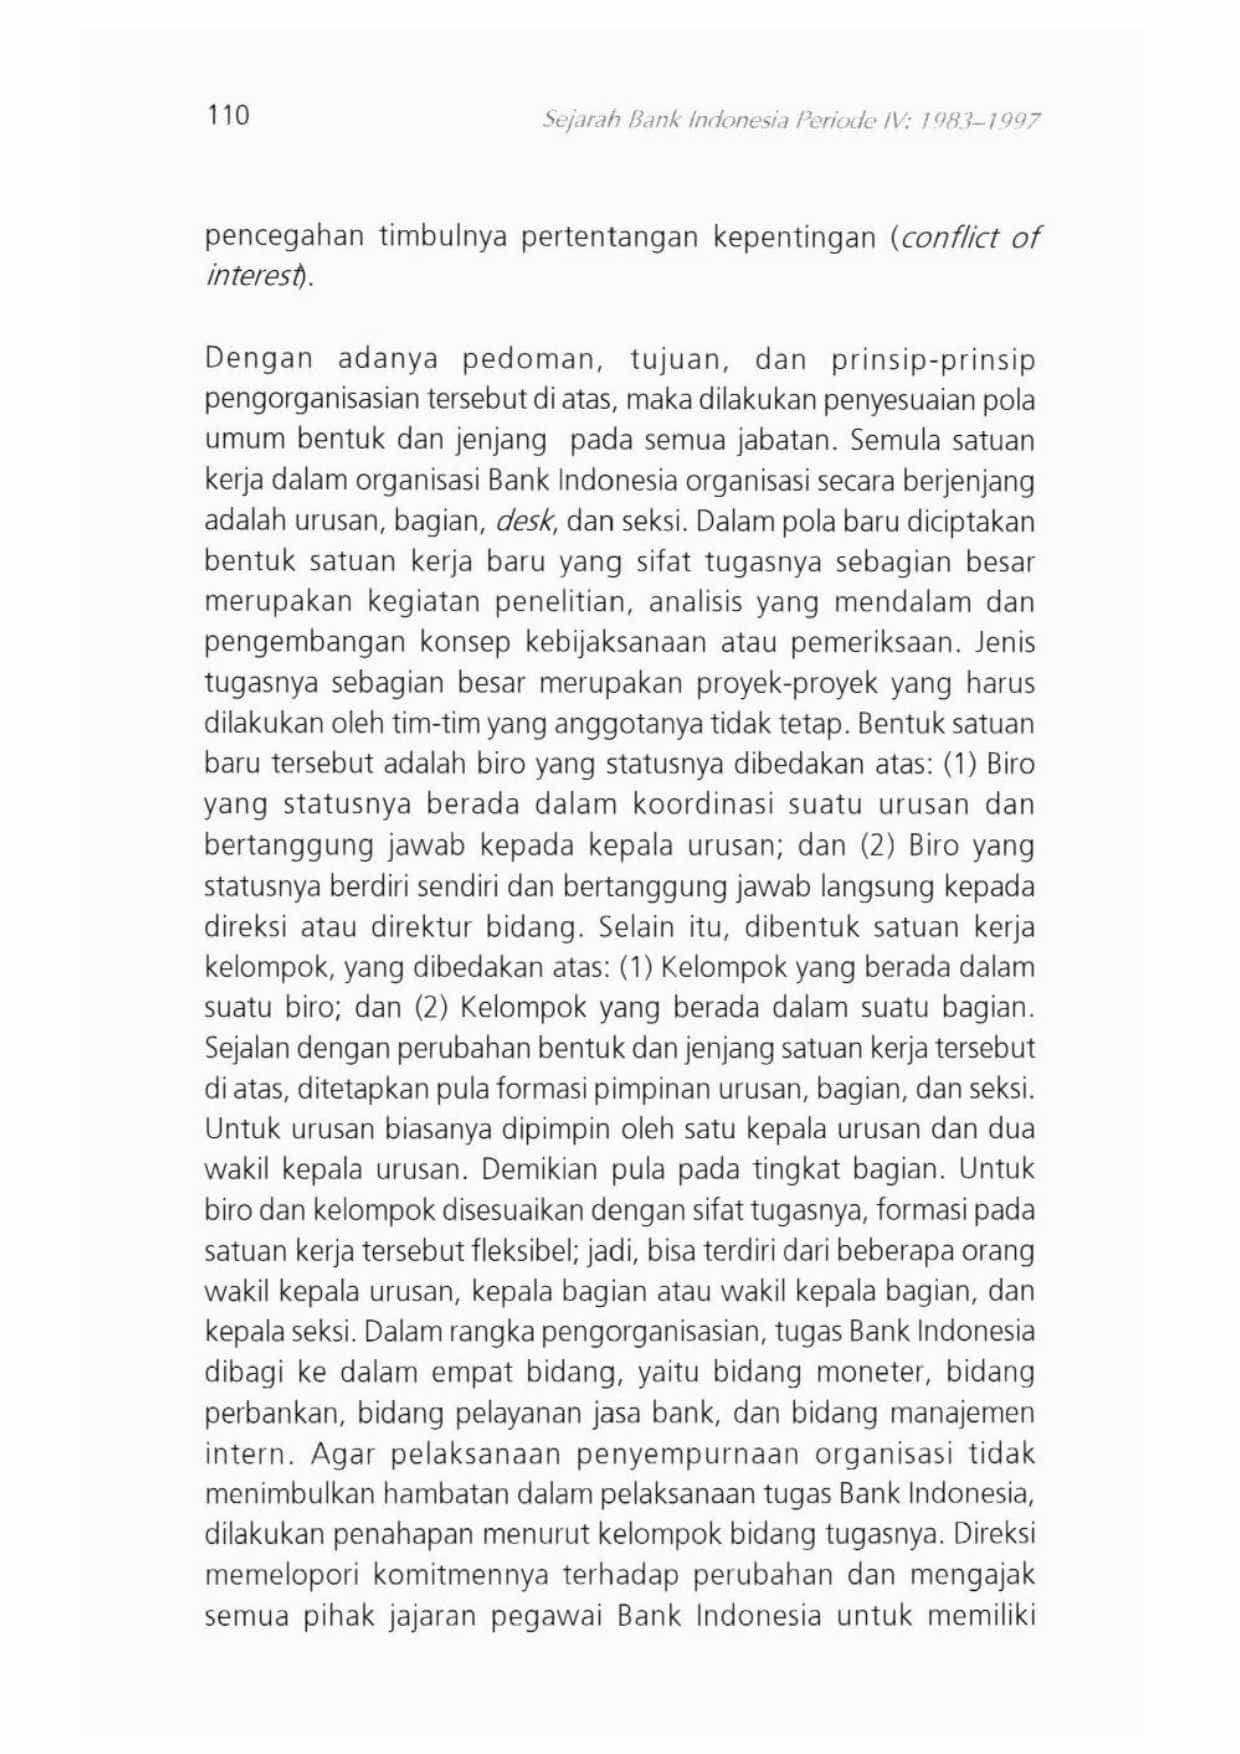 110
Sejarah Bank Indonesia Periode IV: 1983–1997
pencegahan timbulnya pertentangan kepentingan (conflict of
interest).
Dengan adanya pedoman, tujuan, dan prinsip-prinsip
pengorganisasian tersebut di atas, maka dilakukan penyesuaian pola
umum bentuk dan jenjang pada semua jabatan. Semula satuan
kerja dalam organisasi Bank Indonesia organisasi secara berjenjang
adalah urusan, bagian, desk, dan seksi. Dalam pola baru diciptakan
bentuk satuan kerja baru yang sifat tugasnya sebagian besar
merupakan kegiatan penelitian, analisis yang mendalam dan
pengembangan konsep kebijaksanaan atau pemeriksaan. Jenis
tugasnya sebagian besar merupakan proyek-proyek yang harus
dilakukan oleh tim-tim yang anggotanya tidak tetap. Bentuk satuan
baru tersebut adalah biro yang statusnya dibedakan atas: (1) Biro
yang statusnya berada dalam koordinasi suatu urusan dan
bertanggung jawab kepada kepala urusan; dan (2) Biro yang
statusnya berdiri sendiri dan bertanggung jawab langsung kepada
direksi atau direktur bidang. Selain itu, dibentuk satuan kerja
kelompok, yang dibedakan atas: (1) Kelompok yang berada dalam
suatu biro; dan (2) Kelompok yang berada dalam suatu bagian.
Sejalan dengan perubahan bentuk dan jenjang satuan kerja tersebut
di atas, ditetapkan pula formasi pimpinan urusan, bagian, dan seksi.
Untuk urusan biasanya dipimpin oleh satu kepala urusan dan dua
wakil kepala urusan. Demikian pula pada tingkat bagian. Untuk
biro dan kelompok disesuaikan dengan sifat tugasnya, formasi pada
satuan kerja tersebut fleksibel; jadi, bisa terdiri dari beberapa orang
wakil kepala urusan, kepala bagian atau wakil kepala bagian, dan
kepala seksi. Dalam rangka pengorganisasian, tugas Bank Indonesia
dibagi ke dalam empat bidang, yaitu bidang moneter, bidang
perbankan, bidang pelayanan jasa bank, dan bidang manajemen
intern. Agar pelaksanaan penyempurnaan organisasi tidak
menimbulkan hambatan dalam pelaksanaan tugas Bank Indonesia,
dilakukan penahapan menurut kelompok bidang tugasnya. Direksi
memelopori komitmennya terhadap perubahan dan mengajak
semua pihak jajaran pegawai Bank Indonesia untuk memiliki